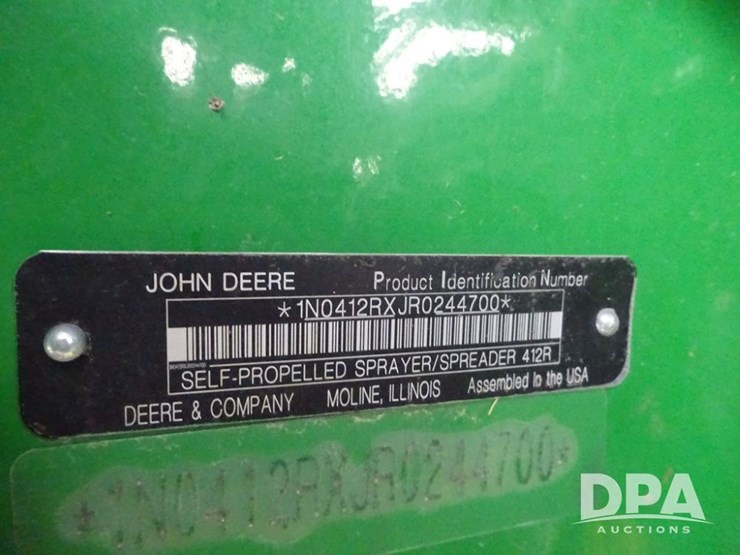 JOHN DEERE Product Identification Number
*1N0412RXJR0244700*
SELF-PROPELLED SPRAYER/SPREADER 412R
DEERE & COMPANY MOLINE, ILLINOIS Assembled in the USA
*1N0412RXJR0244700*
DPA
AUCTIONS